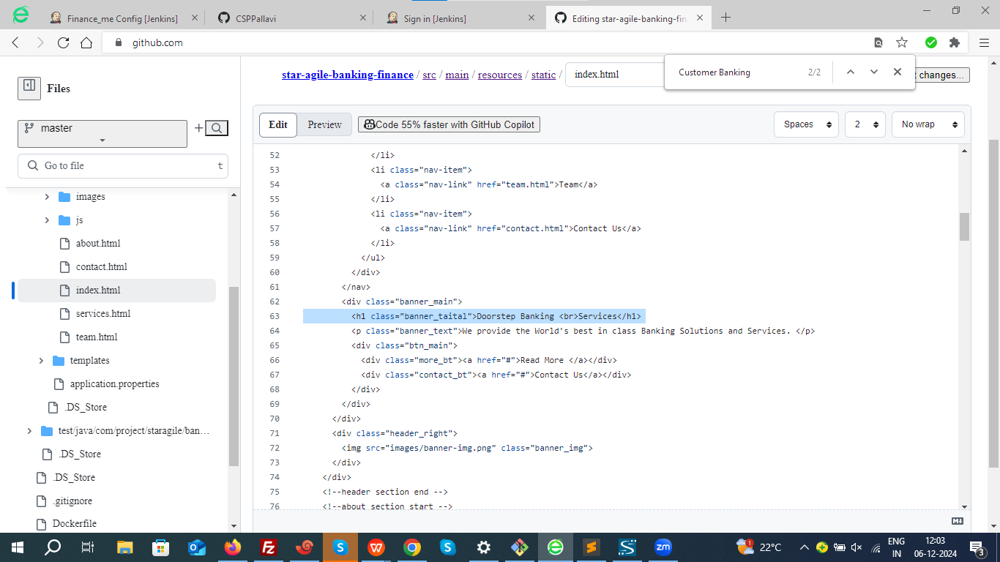 Finance_me Config [Jenkins]
CSPPallavi
Sign in [Jenkins]
Editing star-agile-banking-fin
github.com
Customer Banking 2/2
Files
star-agile-banking-finance / src / main / resources / static / index.html
changes...
master
Go to file t
Edit Preview Code 55% faster with GitHub Copilot Spaces 2 No wrap
images
js
about.html
contact.html
index.html
services.html
team.html
templates
application.properties
.DS_Store
test/java/com/project/staragile/ban...
.DS_Store
.DS_Store
.gitignore
Dockerfile
52 </li>
53 <li class="nav-item">
54 <a class="nav-link" href="team.html">Team</a>
55 </li>
56 <li class="nav-item">
57 <a class="nav-link" href="contact.html">Contact Us</a>
58 </li>
59 </ul>
60 </div>
61 </nav>
62 <div class="banner_main">
63 <h1 class="banner_taital">Doorstep Banking <br>Services</h1>
64 <p class="banner_text">We provide the World's best in class Banking Solutions and Services. </p>
65 <div class="btn_main">
66 <div class="more_bt"><a href="#">Read More </a></div>
67 <div class="contact_bt"><a href="#">Contact Us</a></div>
68 </div>
69 </div>
70 </div>
71 <div class="header_right">
72 <img src="images/banner-img.png" class="banner_img">
73 </div>
74 </div>
75 <!--header section end -->
76 <!--about section start -->
22°C
ENG
IN
12:03
06-12-2024
3